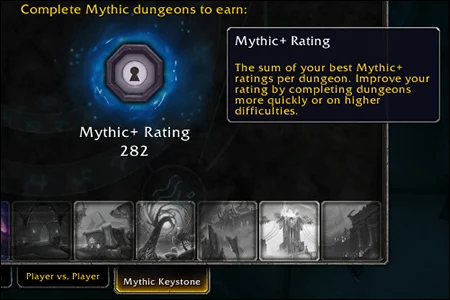 Complete Mythic dungeons to earn:
Mythic+ Rating
282
Mythic+ Rating
The sum of your best Mythic+
ratings per dungeon. Improve your
rating by completing dungeons
more quickly or on higher
difficulties.
Player vs. Player
Mythic Keystone